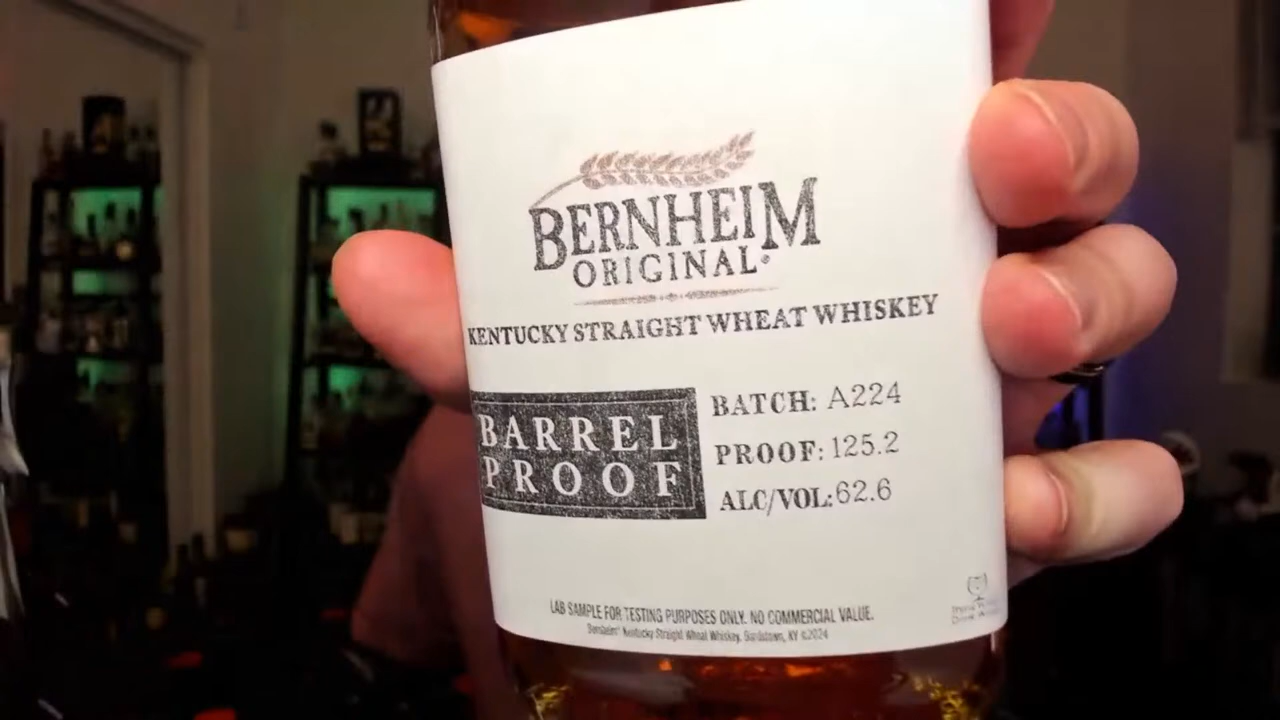 BERNHEIM
ORIGINAL®
KENTUCKY STRAIGHT WHEAT WHISKEY
BARREL
PROOF
BATCH: A224
PROOF: 125.2
ALC/VOL: 62.6
LAB SAMPLE FOR TESTING PURPOSES ONLY. NO COMMERCIAL VALUE.
Bernheim® Kentucky Straight Wheat Whiskey, Bardstown, KY ©2024